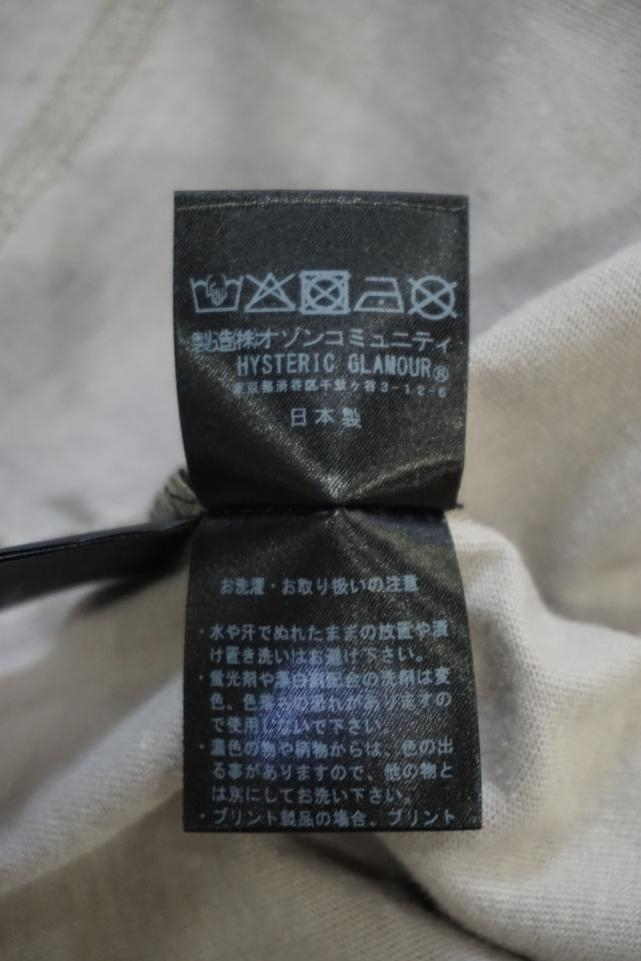 製造(株)オゾンコミュニティ
HYSTERIC GLAMOUR®
東京都渋谷区千駄ヶ谷3-12-6
日本製
お洗濯・お取り扱いの注意
・水や汗でぬれたままの放置や漬
け置き洗いはお避け下さい。
・蛍光剤や漂白剤配合の洗剤は変
色、色落ちの恐れがありますの
で使用しないで下さい。
・濃色の物や柄物からは、色の出
る事がありますので、他の物と
は別にしてお洗い下さい。
・プリント製品の場合、プリント